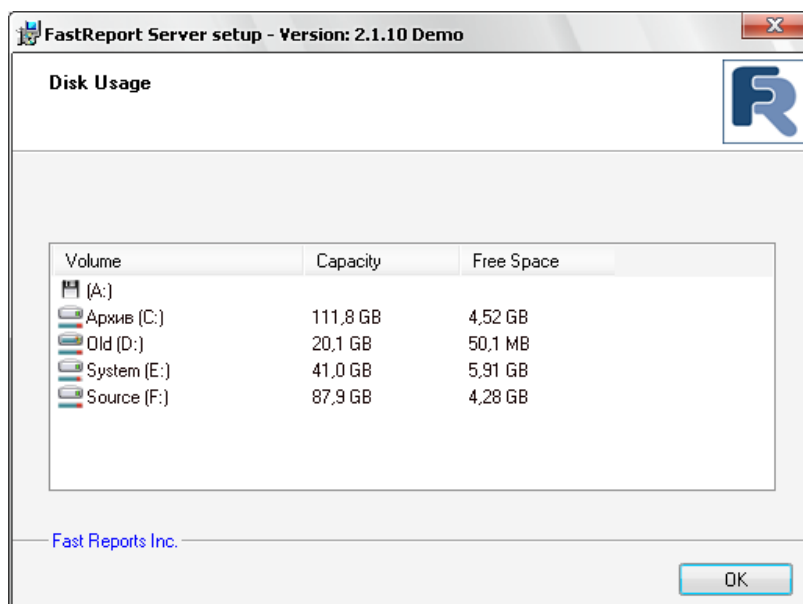 FastReport Server setup - Version: 2.1.10 Demo
Disk Usage
FR
Volume Capacity Free Space
(A:)
Архив (C:) 111,8 GB 4,52 GB
Old (D:) 20,1 GB 50,1 MB
System (E:) 41,0 GB 5,91 GB
Source (F:) 87,9 GB 4,28 GB
Fast Reports Inc.
OK